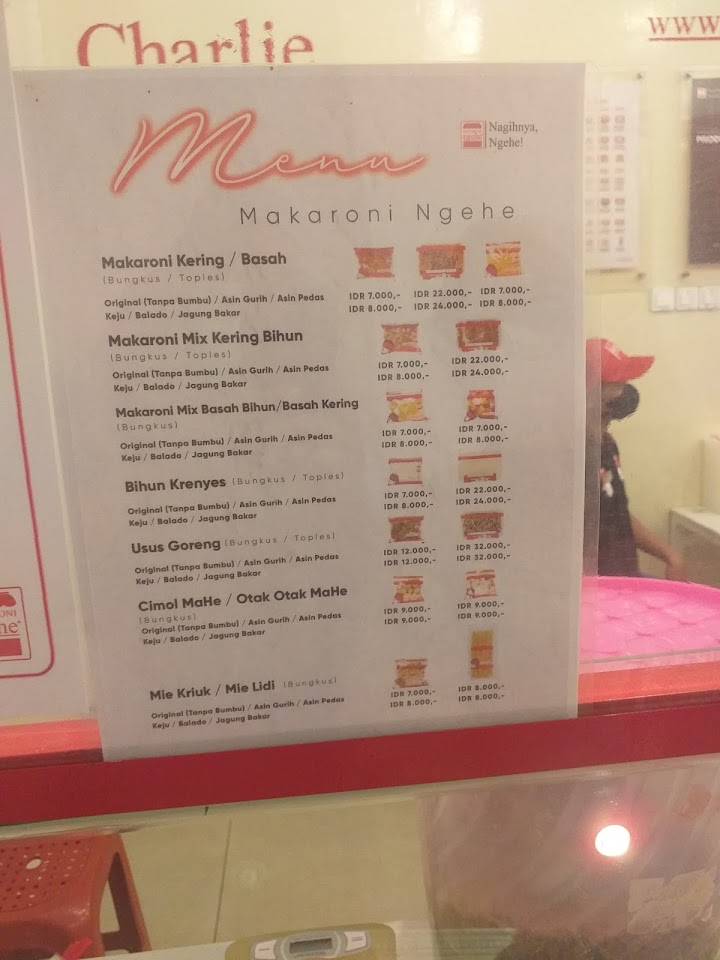 Charlie
www
Menu
Nagihnya,
Ngehe!
Makaroni Ngehe
Makaroni Kering / Basah
(Bungkus / Toples)
Original (Tanpa Bumbu) / Asin Gurih / Asin Pedas
IDR 7.000,- IDR 22.000,- IDR 7.000,-
Keju / Balado / Jagung Bakar
IDR 8.000,- IDR 24.000,- IDR 8.000,-
Makaroni Mix Kering Bihun
(Bungkus / Toples)
Original (Tanpa Bumbu) / Asin Gurih / Asin Pedas
IDR 7.000,- IDR 22.000,-
Keju / Balado / Jagung Bakar
IDR 8.000,- IDR 24.000,-
Makaroni Mix Basah Bihun/Basah Kering
(Bungkus)
Original (Tanpa Bumbu) / Asin Gurih / Asin Pedas
IDR 7.000,- IDR 7.000,-
Keju / Balado / Jagung Bakar
IDR 8.000,- IDR 8.000,-
Bihun Krenyes (Bungkus / Toples)
Original (Tanpa Bumbu) / Asin Gurih / Asin Pedas
IDR 7.000,- IDR 22.000,-
Keju / Balado / Jagung Bakar
IDR 8.000,- IDR 24.000,-
Usus Goreng (Bungkus / Toples)
Original (Tanpa Bumbu) / Asin Gurih / Asin Pedas
IDR 12.000,- IDR 32.000,-
Keju / Balado / Jagung Bakar
IDR 12.000,- IDR 32.000,-
Cimol MaHe / Otak Otak MaHe
(Bungkus)
Original (Tanpa Bumbu) / Asin Gurih / Asin Pedas
IDR 9.000,- IDR 9.000,-
Keju / Balado / Jagung Bakar
IDR 9.000,- IDR 9.000,-
Mie Kriuk / Mie Lidi (Bungkus)
Original (Tanpa Bumbu) / Asin Gurih / Asin Pedas
IDR 7.000,- IDR 8.000,-
Keju / Balado / Jagung Bakar
IDR 8.000,- IDR 8.000,-